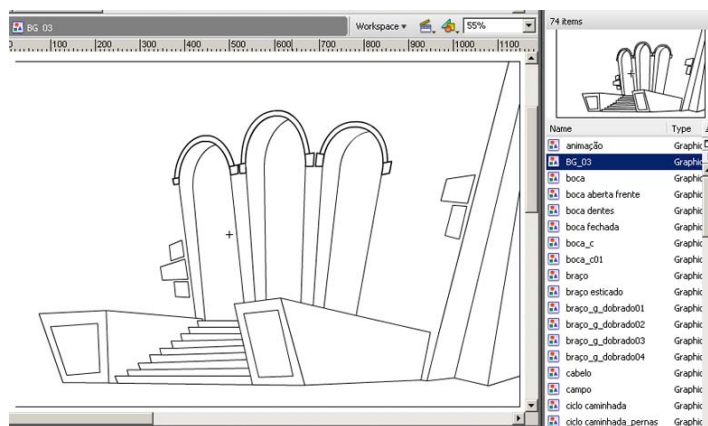 BG_03
Workspace
55%
100 200 300 400 500 600 700 800 900 1000 1100
74 items
Name Type
animação Graphic
BG_03 Graphic
boca Graphic
boca aberta frente Graphic
boca dentes Graphic
boca fechada Graphic
boca_c Graphic
boca_c01 Graphic
braço Graphic
braço esticado Graphic
braço_g_dobrado01 Graphic
braço_g_dobrado02 Graphic
braço_g_dobrado03 Graphic
braço_g_dobrado04 Graphic
cabelo Graphic
campo Graphic
ciclo caminhada Graphic
ciclo caminhada_pernas Graphic